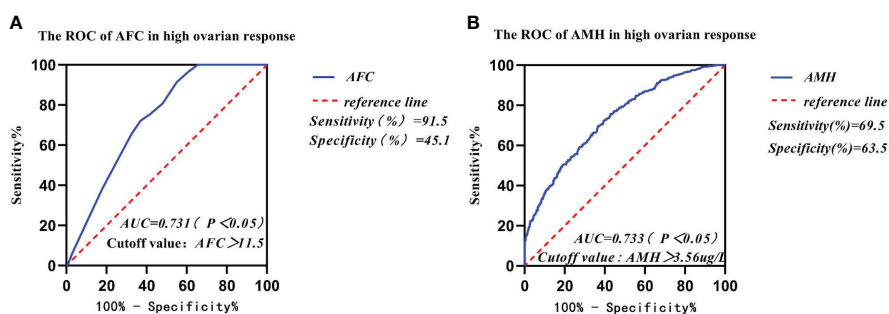 A
The ROC of AFC in high ovarian response
Sensitivity%
100
80
60
40
20
0
0 20 40 60 80 100
100% - Specificity%
AUC=0.731( P<0.05)
Cutoff value: AFC>11.5
AFC
reference line
Sensitivity(%) =91.5
Specificity(%) =45.1
B
The ROC of AMH in high ovarian response
Sensitivity%
100
80
60
40
20
0
0 20 40 60 80 100
100% - Specificity%
AUC=0.733( P<0.05)
Cutoff value : AMH>3.56ug/L
AMH
reference line
Sensitivity(%)=69.5
Specificity(%)=63.5